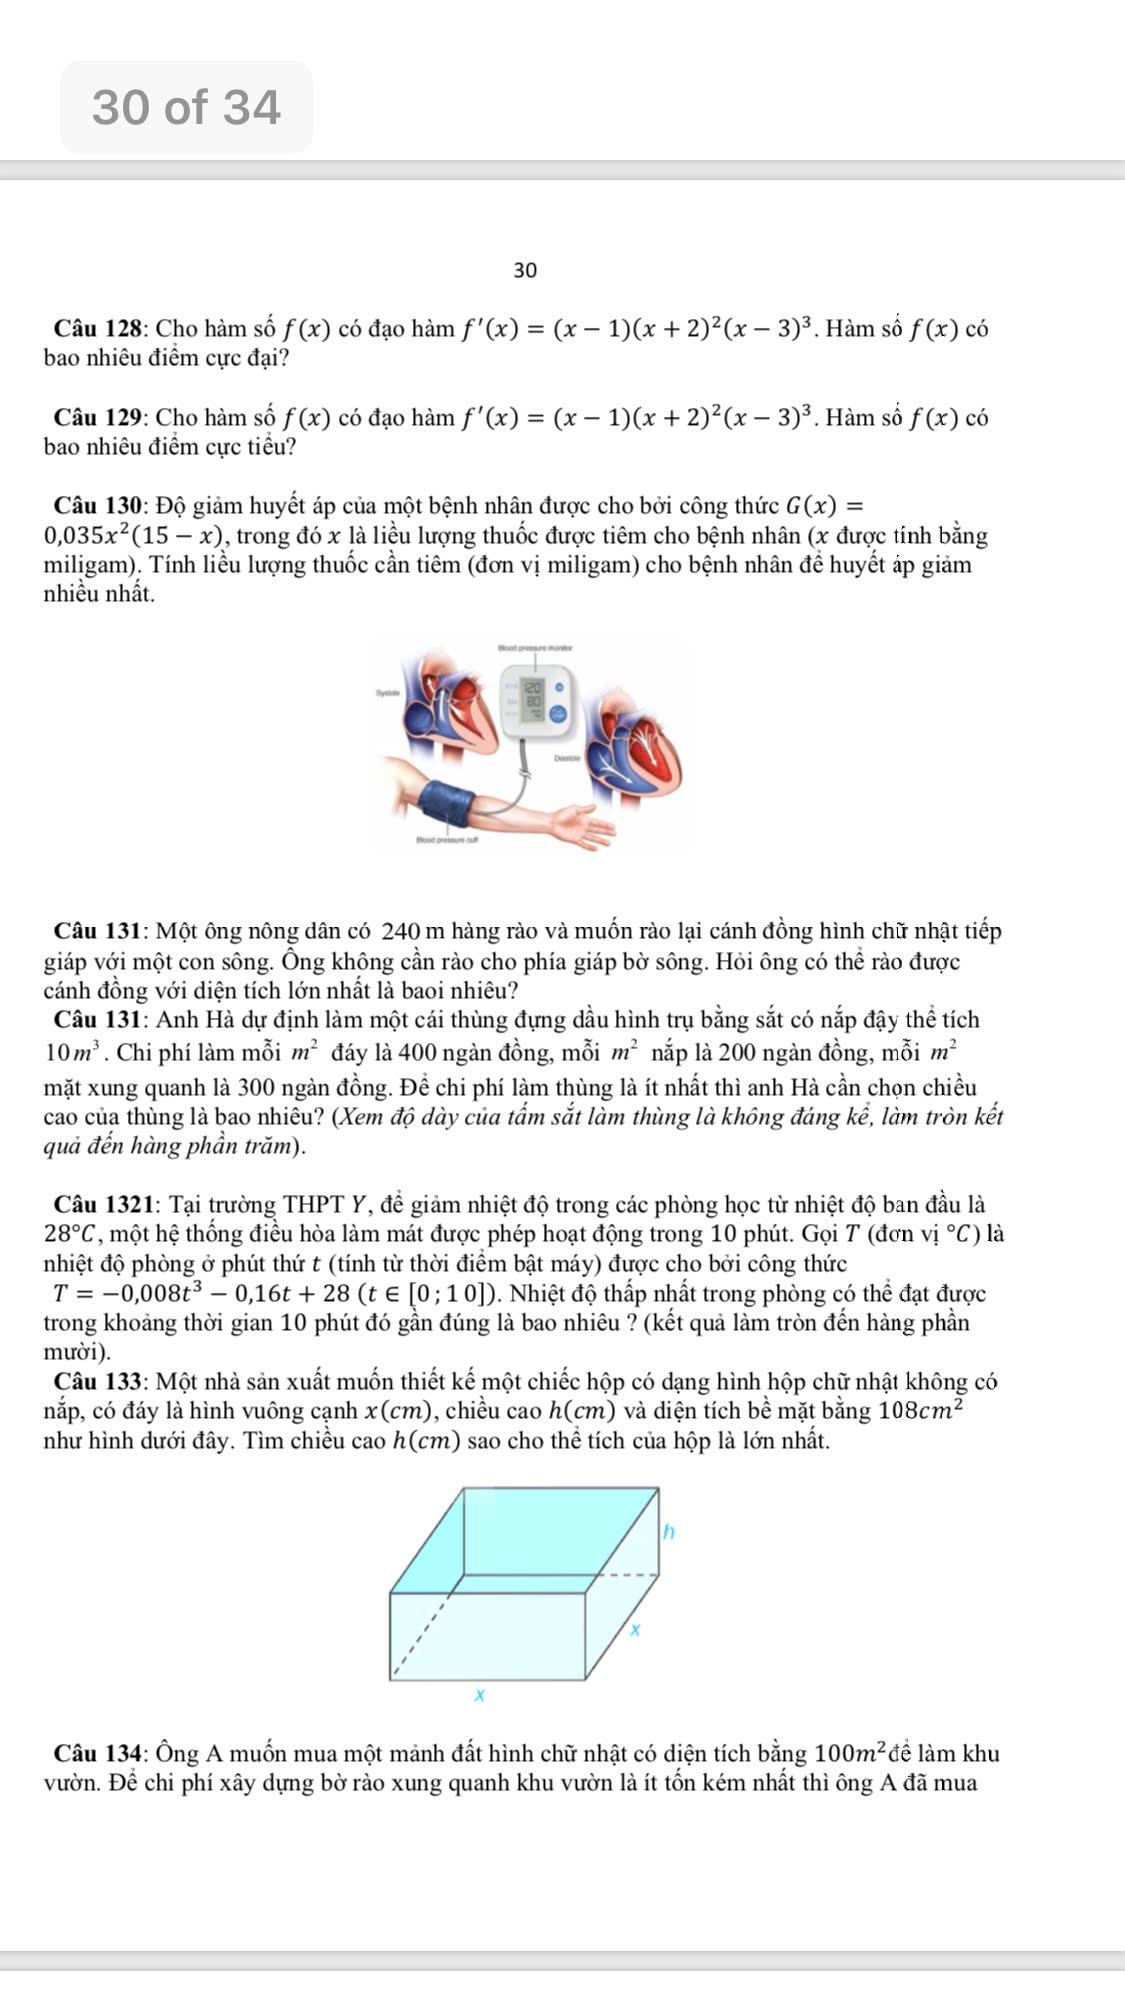 30 of 34
30
Câu 128: Cho hàm số f(x) có đạo hàm f′(x) = (x − 1)(x + 2)²(x − 3)³. Hàm số f(x) có
bao nhiêu điểm cực đại?
Câu 129: Cho hàm số f(x) có đạo hàm f′(x) = (x − 1)(x + 2)²(x − 3)³. Hàm số f(x) có
bao nhiêu điểm cực tiểu?
Câu 130: Độ giảm huyết áp của một bệnh nhân được cho bởi công thức G(x) =
0,035x²(15 − x), trong đó x là liều lượng thuốc được tiêm cho bệnh nhân (x được tính bằng
miligam). Tính liều lượng thuốc cần tiêm (đơn vị miligam) cho bệnh nhân để huyết áp giảm
nhiều nhất.
Blood pressure monitor
Systole
120
80
Diastole
Blood pressure cuff
Câu 131: Một ông nông dân có 240 m hàng rào và muốn rào lại cánh đồng hình chữ nhật tiếp
giáp với một con sông. Ông không cần rào cho phía giáp bờ sông. Hỏi ông có thể rào được
cánh đồng với diện tích lớn nhất là baoi nhiêu?
Câu 131: Anh Hà dự định làm một cái thùng đựng dầu hình trụ bằng sắt có nắp đậy thể tích
10m³. Chi phí làm mỗi m² đáy là 400 ngàn đồng, mỗi m² nắp là 200 ngàn đồng, mỗi m²
mặt xung quanh là 300 ngàn đồng. Để chi phí làm thùng là ít nhất thì anh Hà cần chọn chiều
cao của thùng là bao nhiêu? (Xem độ dày của tấm sắt làm thùng là không đáng kể, làm tròn kết
quả đến hàng phần trăm).
Câu 1321: Tại trường THPT Y, để giảm nhiệt độ trong các phòng học từ nhiệt độ ban đầu là
28°C, một hệ thống điều hòa làm mát được phép hoạt động trong 10 phút. Gọi T (đơn vị °C) là
nhiệt độ phòng ở phút thứ t (tính từ thời điểm bật máy) được cho bởi công thức
T = −0,008t³ − 0,16t + 28 (t ∈ [0 ; 1 0]). Nhiệt độ thấp nhất trong phòng có thể đạt được
trong khoảng thời gian 10 phút đó gần đúng là bao nhiêu ? (kết quả làm tròn đến hàng phần
mười).
Câu 133: Một nhà sản xuất muốn thiết kế một chiếc hộp có dạng hình hộp chữ nhật không có
nắp, có đáy là hình vuông cạnh x(cm), chiều cao h(cm) và diện tích bề mặt bằng 108cm²
như hình dưới đây. Tìm chiều cao h(cm) sao cho thể tích của hộp là lớn nhất.
h
x
x
Câu 134: Ông A muốn mua một mảnh đất hình chữ nhật có diện tích bằng 100m²để làm khu
vườn. Để chi phí xây dựng bờ rào xung quanh khu vườn là ít tốn kém nhất thì ông A đã mua